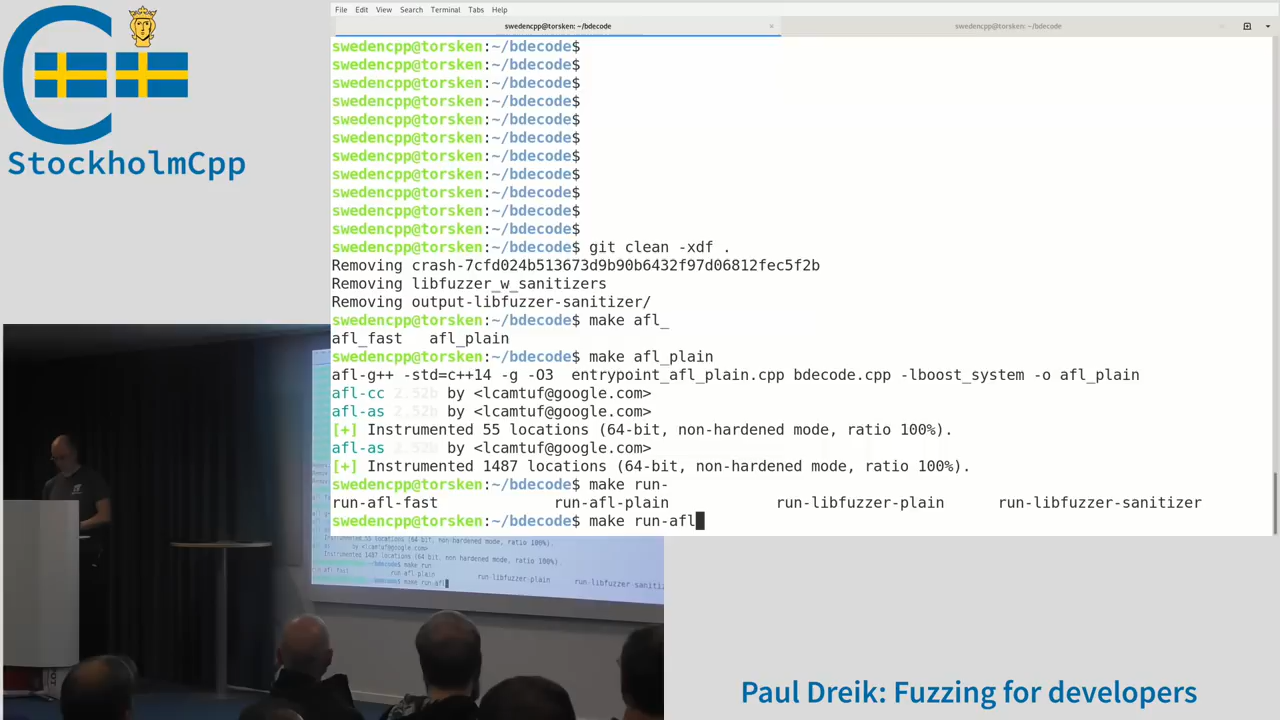 StockholmCpp
File Edit View Search Terminal Tabs Help
swedencpp@torsken: ~/bdecode × swedencpp@torsken: ~/bdecode
swedencpp@torsken:~/bdecode$
swedencpp@torsken:~/bdecode$
swedencpp@torsken:~/bdecode$
swedencpp@torsken:~/bdecode$
swedencpp@torsken:~/bdecode$
swedencpp@torsken:~/bdecode$
swedencpp@torsken:~/bdecode$
swedencpp@torsken:~/bdecode$
swedencpp@torsken:~/bdecode$
swedencpp@torsken:~/bdecode$
swedencpp@torsken:~/bdecode$
swedencpp@torsken:~/bdecode$ git clean -xdf .
Removing crash-7cfd024b513673d9b90b6432f97d06812fec5f2b
Removing libfuzzer_w_sanitizers
Removing output-libfuzzer-sanitizer/
swedencpp@torsken:~/bdecode$ make afl_
afl_fast afl_plain
swedencpp@torsken:~/bdecode$ make afl_plain
afl-g++ -std=c++14 -g -O3 entrypoint_afl_plain.cpp bdecode.cpp -lboost_system -o afl_plain
afl-cc 2.52b by <lcamtuf@google.com>
afl-as 2.52b by <lcamtuf@google.com>
[+] Instrumented 55 locations (64-bit, non-hardened mode, ratio 100%).
afl-as 2.52b by <lcamtuf@google.com>
[+] Instrumented 1487 locations (64-bit, non-hardened mode, ratio 100%).
swedencpp@torsken:~/bdecode$ make run-
run-afl-fast run-afl-plain run-libfuzzer-plain run-libfuzzer-sanitizer
swedencpp@torsken:~/bdecode$ make run-afl
Paul Dreik: Fuzzing for developers